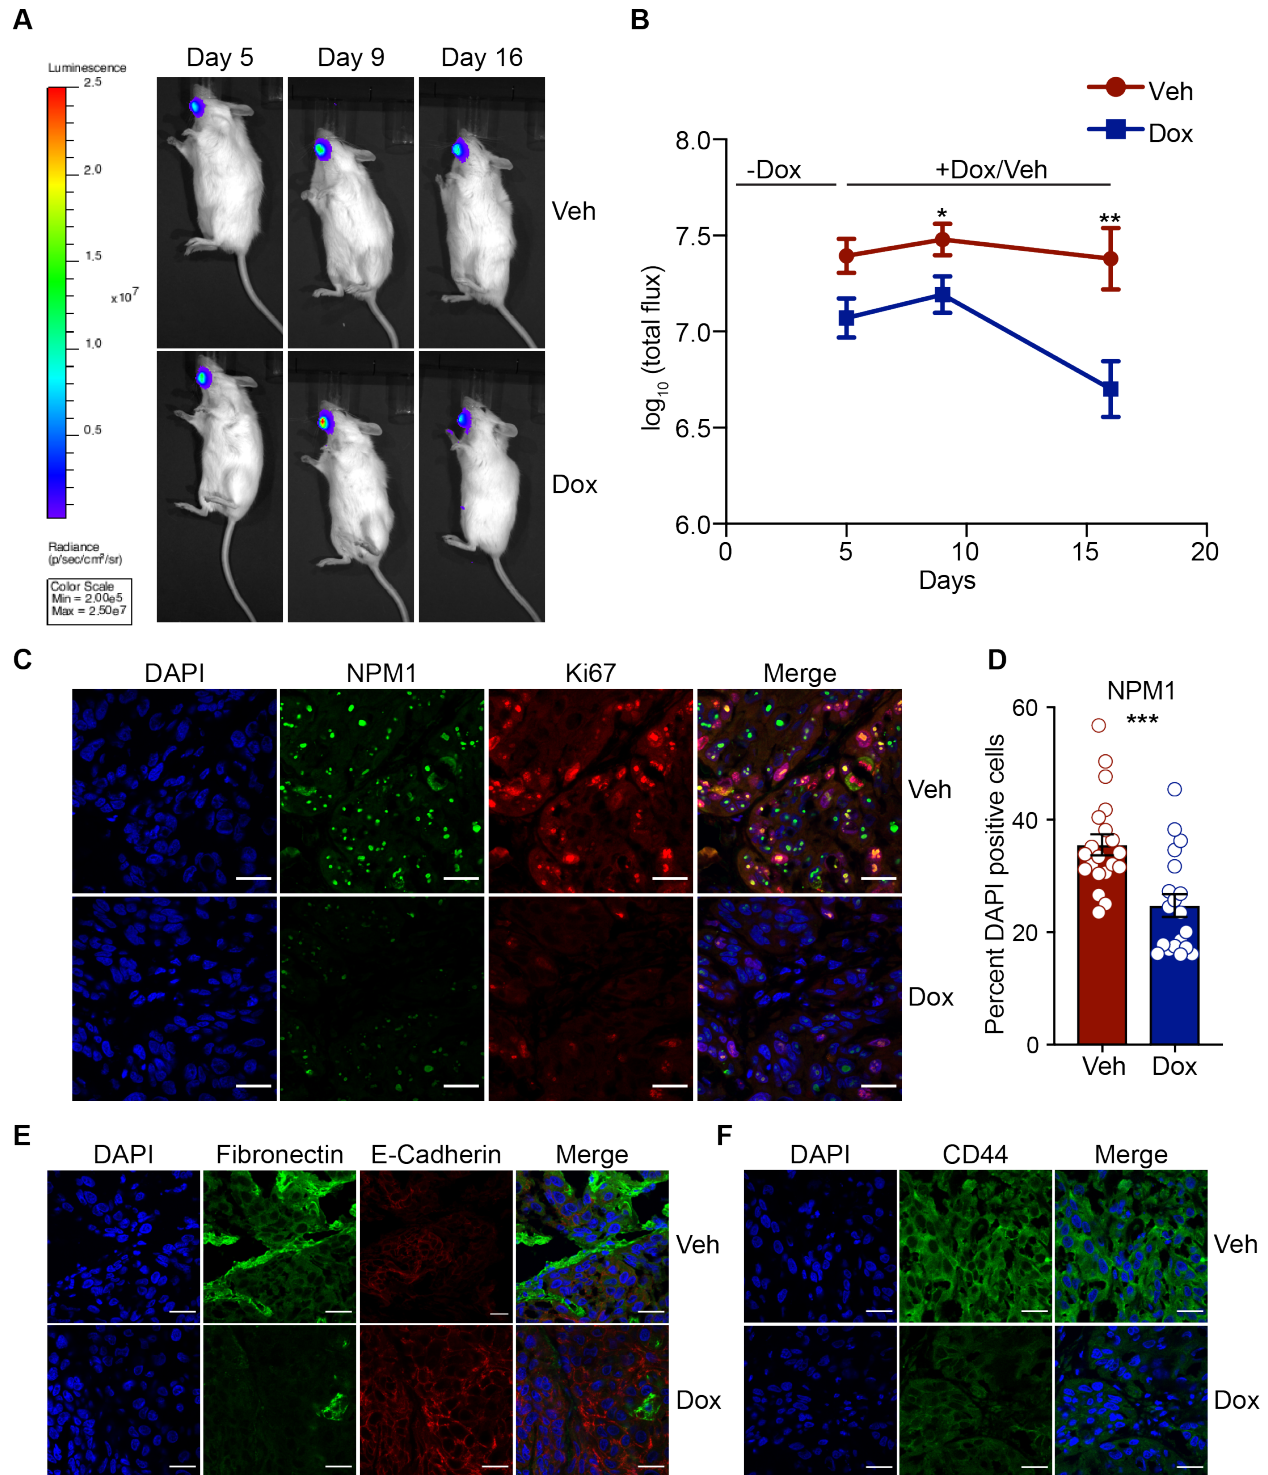 A
Day 5 Day 9 Day 16
Luminescence
2.5
2.0
1.5
x10⁷
1.0
0.5
Radiance
(p/sec/cm²/sr)
Color Scale
Min = 2.00e5
Max = 2.50e7
Veh
Dox
B
Veh
Dox
-Dox +Dox/Veh
* **
log₁₀ (total flux)
8.0
7.5
7.0
6.5
6.0
0 5 10 15 20
Days
C
DAPI NPM1 Ki67 Merge
Veh
Dox
D
NPM1
***
Percent DAPI positive cells
60
40
20
0
Veh Dox
E
DAPI Fibronectin E-Cadherin Merge
Veh
Dox
F
DAPI CD44 Merge
Veh
Dox